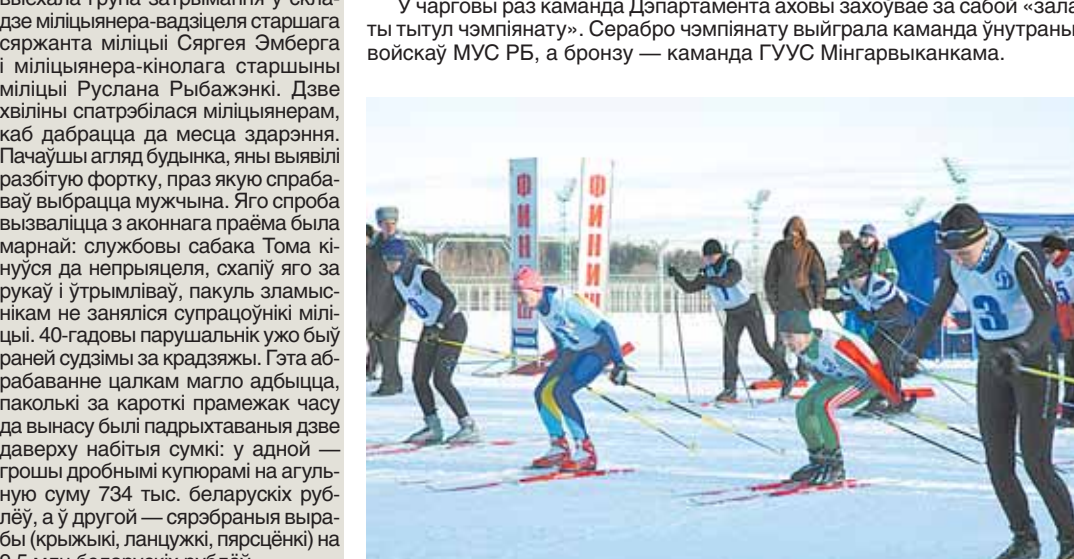 выехала група затрымання ў скла-
дзе міліцыянера-вадзіцеля старшага
сяржанта міліцыі Сяргея Эмберга
і міліцыянера-кінолага старшыны
міліцыі Руслана Рыбажэнкі. Дзве
хвіліны спатрэбілася міліцыянерам,
каб дабрацца да месца здарэння.
Пачаўшы агляд будынка, яны выявілі
разбітую фортку, праз якую спраба-
ваў выбрацца мужчына. Яго спроба
вызваліцца з аконнага праёма была
марнай: службовы сабака Тома кі-
нуўся да непрыяцеля, схапіў яго за
рукаў і ўтрымліваў, пакуль зламыс-
нікам не заняліся супрацоўнікі мілі-
цыі. 40-гадовы парушальнік ужо быў
раней судзімы за крадзяжы. Гэта аб-
рабаванне цалкам магло адбыцца,
паколькі за кароткі прамежак часу
да вынасу былі падрыхтаваныя дзве
даверху набітыя сумкі: у адной —
грошы дробнымі купюрамі на агуль-
ную суму 734 тыс. беларускіх руб-
лёў, а ў другой — сярэбраныя выра-
бы (крыжыкі, ланцужкі, пярсцёнкі) на
млн беларускіх рублёў
У чарговы раз каманда Дэпартамента аховы захоўвае за сабой «зала
ты тытул чэмпіянату». Серабро чэмпіянату выйграла каманда ўнутраны
войскаў МУС РБ, а бронзу — каманда ГУУС Мінгарвыканкама.
ФИНИШ
ФИНИШ
3